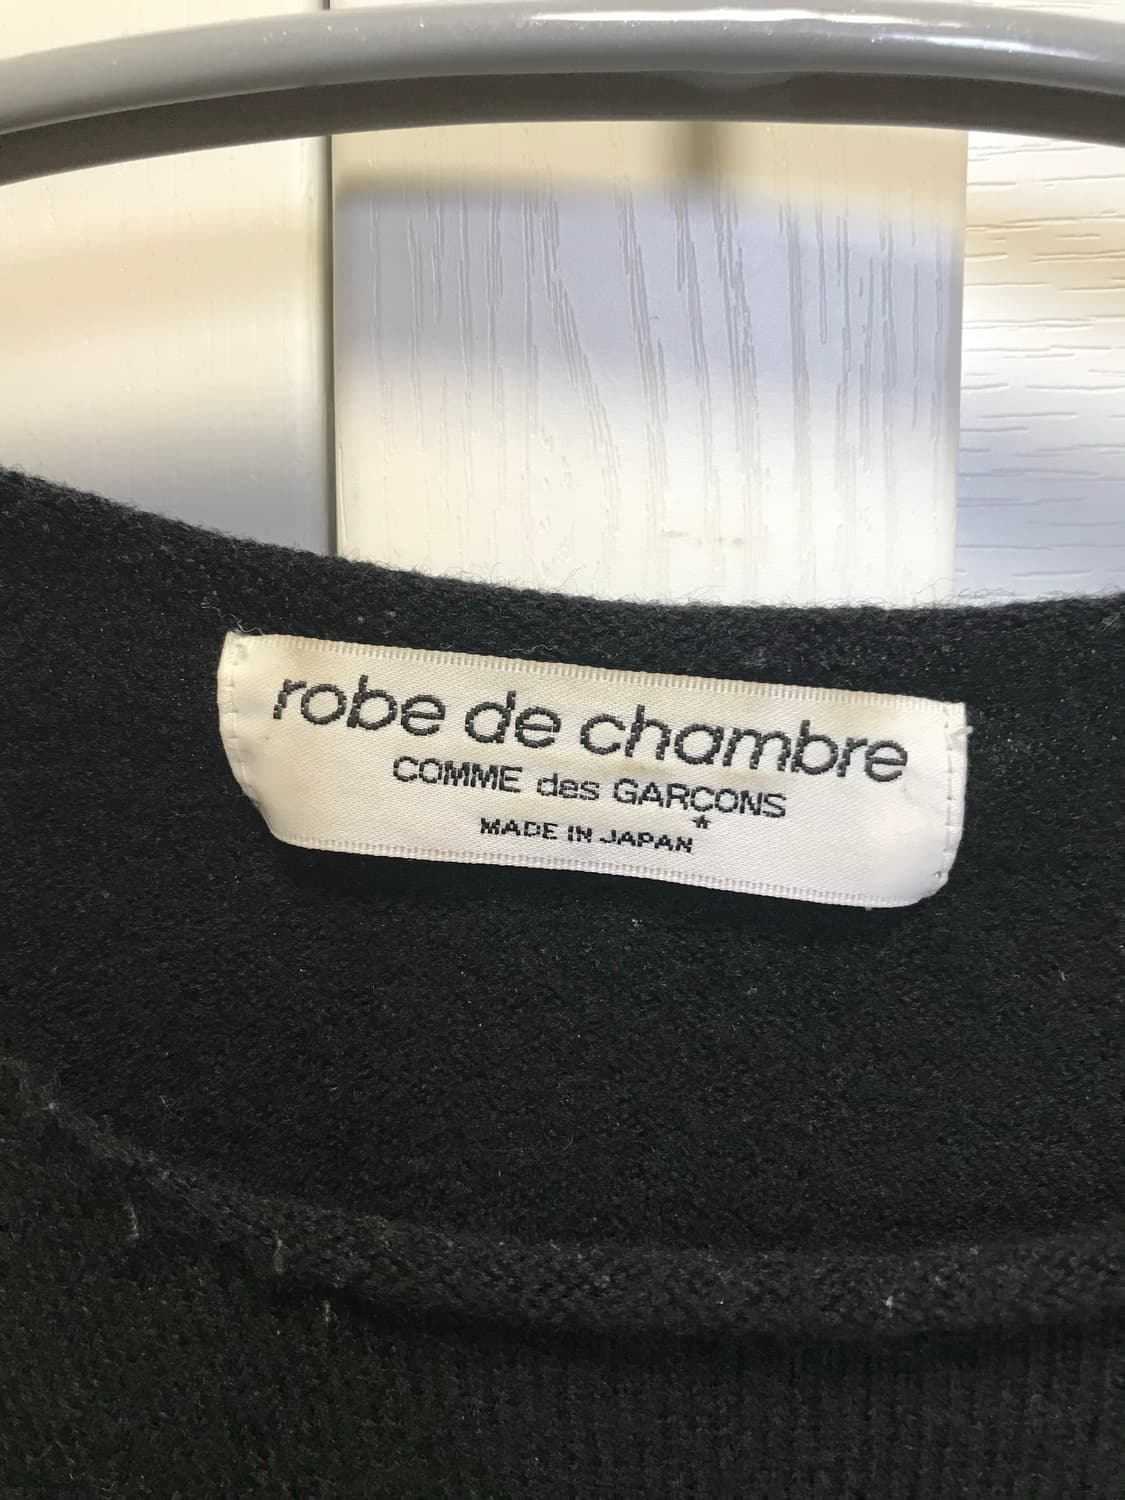 robe de chambre
COMME des GARÇONS
MADE IN JAPAN